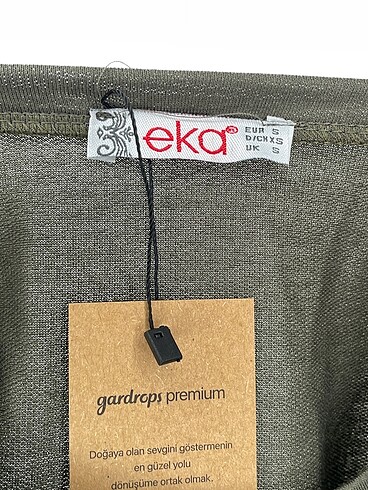 eka®
EUR S
D/CH XS
UK S
gardrops premium
Doğaya olan sevgini göstermenin
en güzel yolu
dönüşüme ortak olmak.